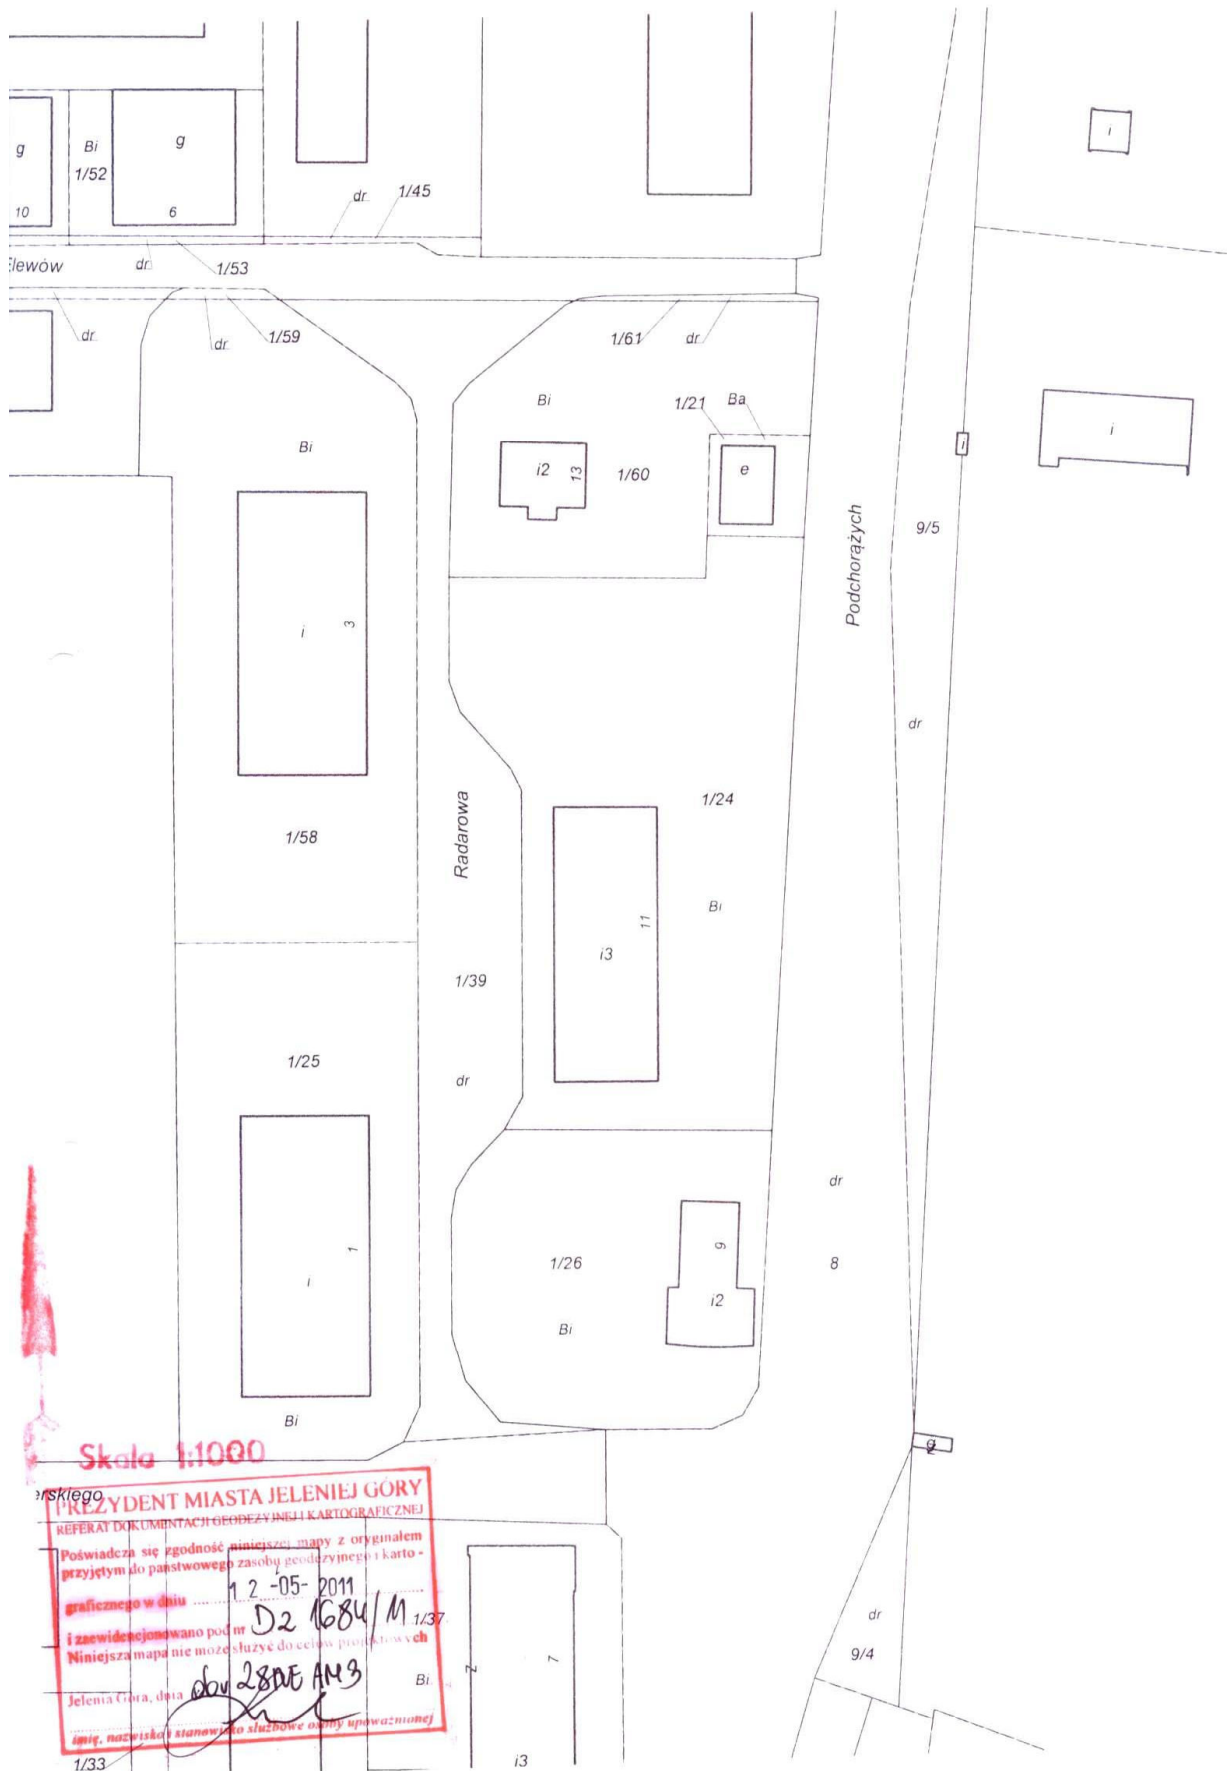 i
g
Bi
g
1/52
10
6
dr.
1/45
Elewów
dr.
1/53
dr.
dr.
1/59
1/61
dr.
Bi
1/21
Ba
i
Bi
i2
13
1/60
e
i
9/5
Podchorążych
i
3
dr
Radarowa
1/24
1/58
Bi
11
i3
1/39
1/25
dr
dr
1/26
9
8
1
i
i2
Bi
Bi
Skala 1:1000
g
2
erskiego
PREZYDENT MIASTA JELENIEJ GÓRY
REFERAT DOKUMENTACJI GEODEZYJNEJ I KARTOGRAFICZNEJ
Poświadcza się zgodność niniejszej mapy z oryginałem
przyjętym do państwowego zasobu geodezyjnego i karto -
graficznego w dniu 12 -05- 2011
i zaewidencjonowano pod nr D2 1684/11
1/37
Niniejsza mapa nie może służyć do celów projektowych
dr
9/4
Jelenia Góra, dnia obr 28 NE AM3
Bi
7
imię, nazwisko i stanowisko służbowe osoby upoważnionej
1/33
i3